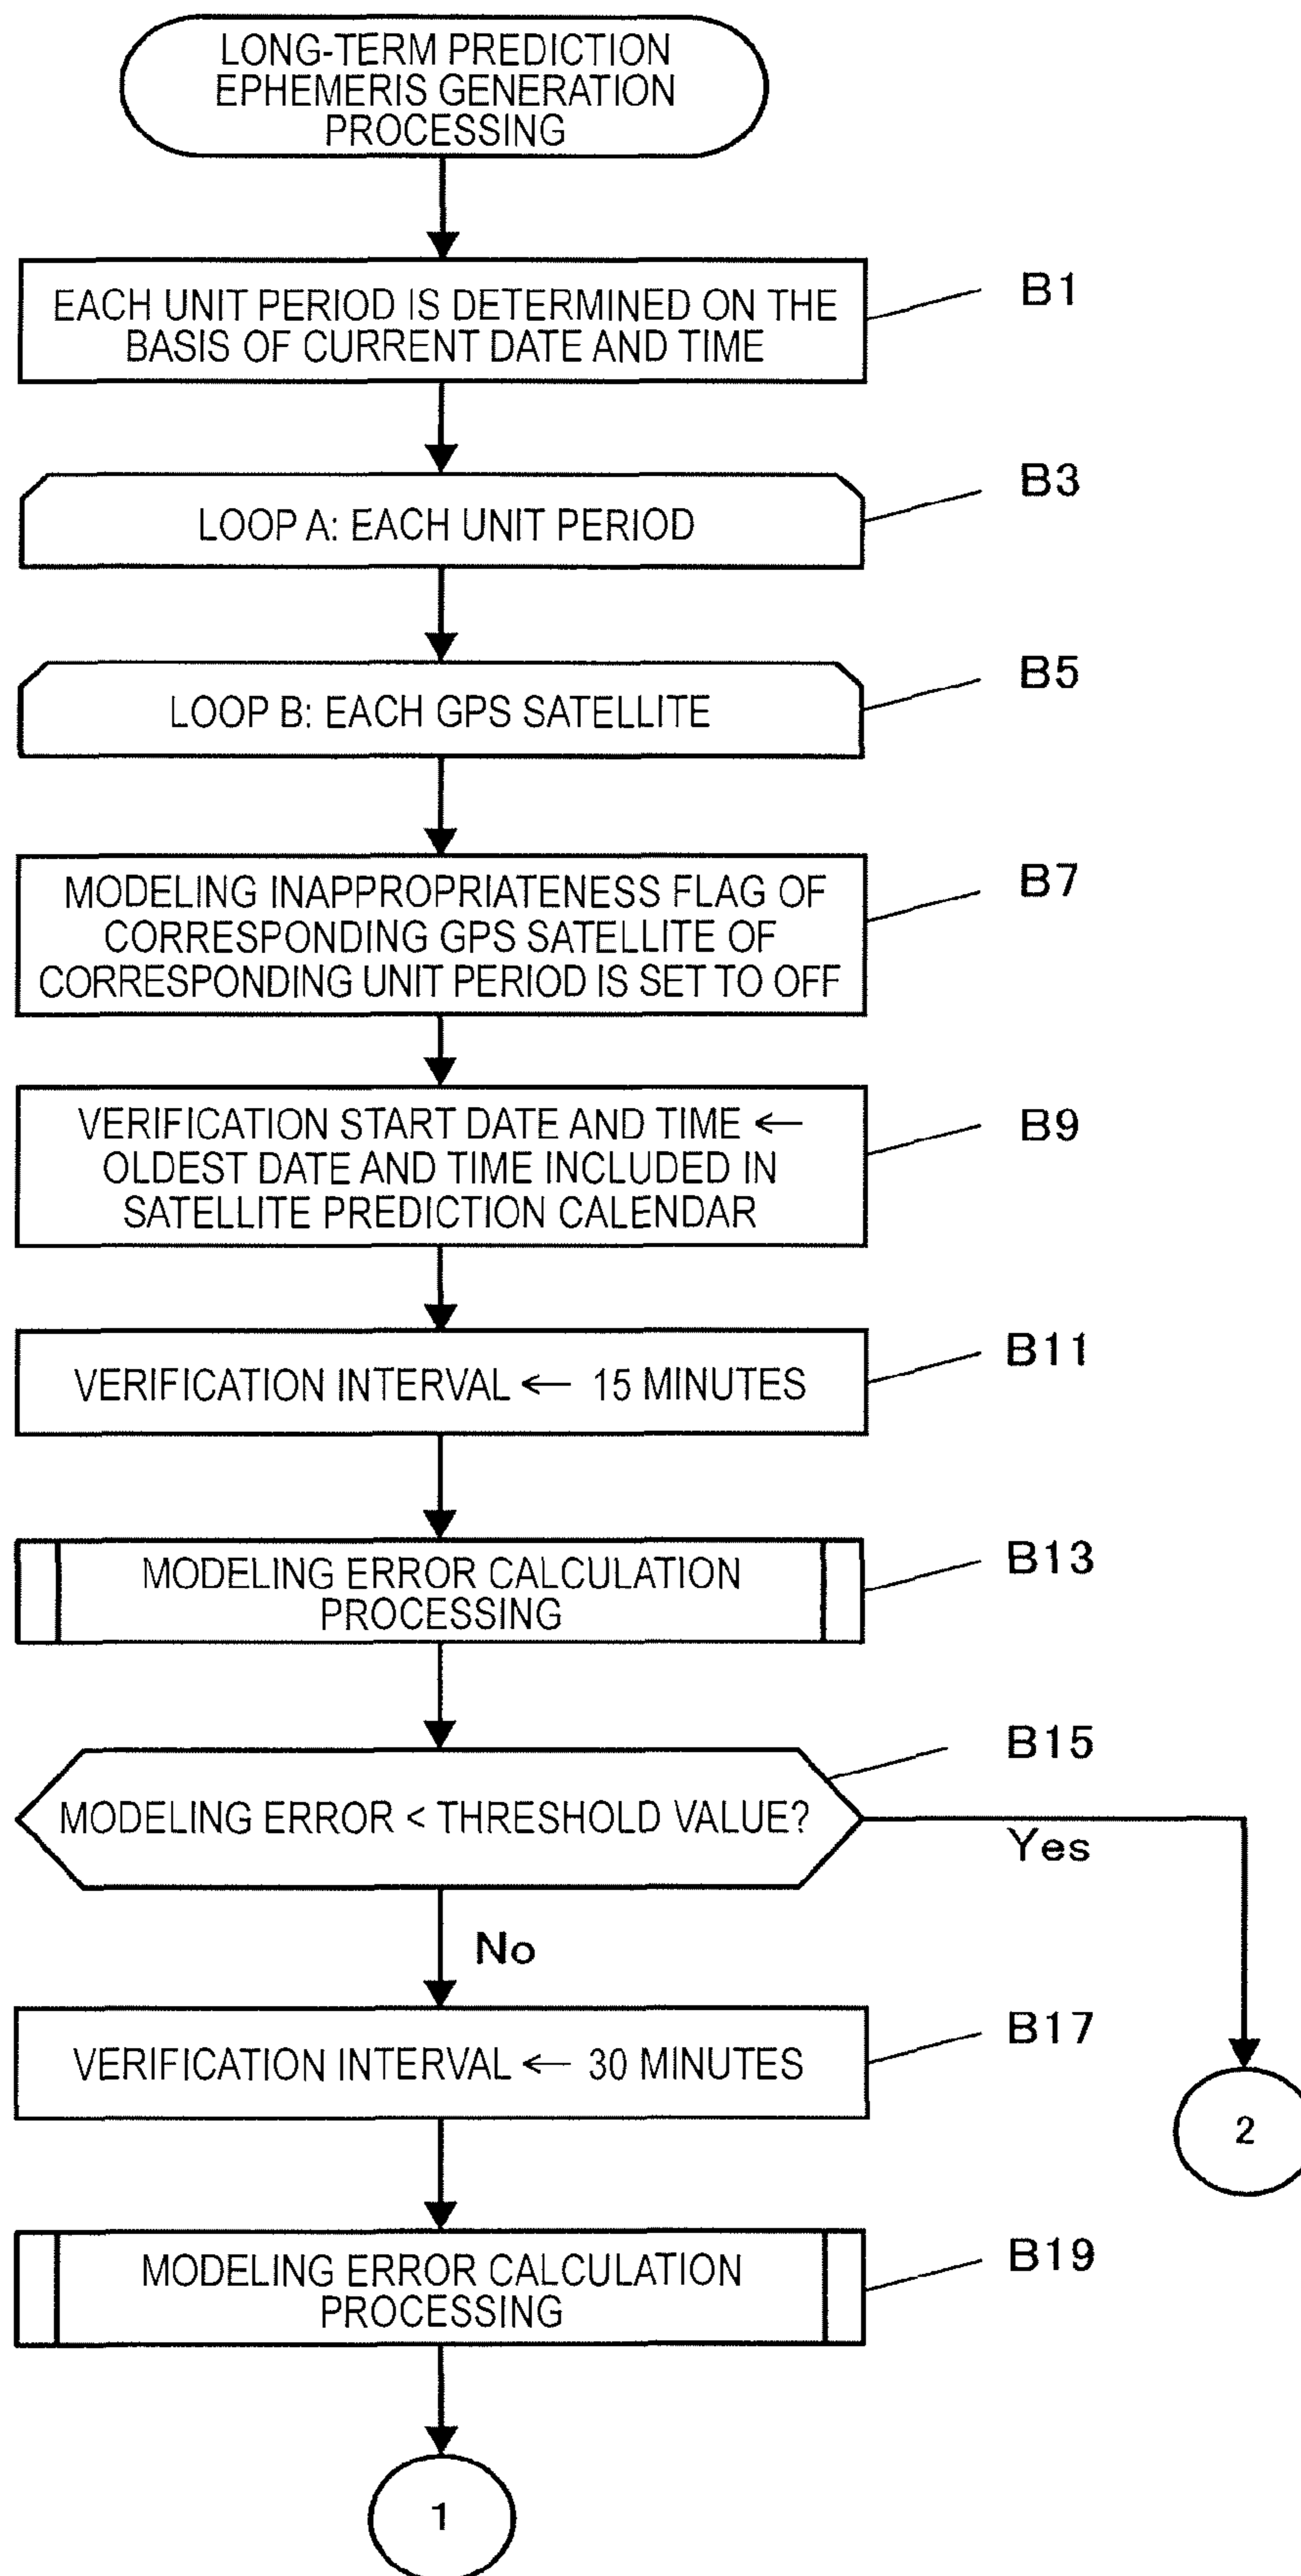 LONG-TERM PREDICTION
EPHEMERIS GENERATION
PROCESSING
EACH UNIT PERIOD IS DETERMINED ON THE
BASIS OF CURRENT DATE AND TIME
B1
LOOP A: EACH UNIT PERIOD
B3
LOOP B: EACH GPS SATELLITE
B5
MODELING INAPPROPRIATENESS FLAG OF
CORRESPONDING GPS SATELLITE OF
CORRESPONDING UNIT PERIOD IS SET TO OFF
B7
VERIFICATION START DATE AND TIME ←
OLDEST DATE AND TIME INCLUDED IN
SATELLITE PREDICTION CALENDAR
B9
VERIFICATION INTERVAL ← 15 MINUTES
B11
MODELING ERROR CALCULATION
PROCESSING
B13
MODELING ERROR < THRESHOLD VALUE?
B15
Yes
No
VERIFICATION INTERVAL ← 30 MINUTES
B17
2
MODELING ERROR CALCULATION
PROCESSING
B19
1